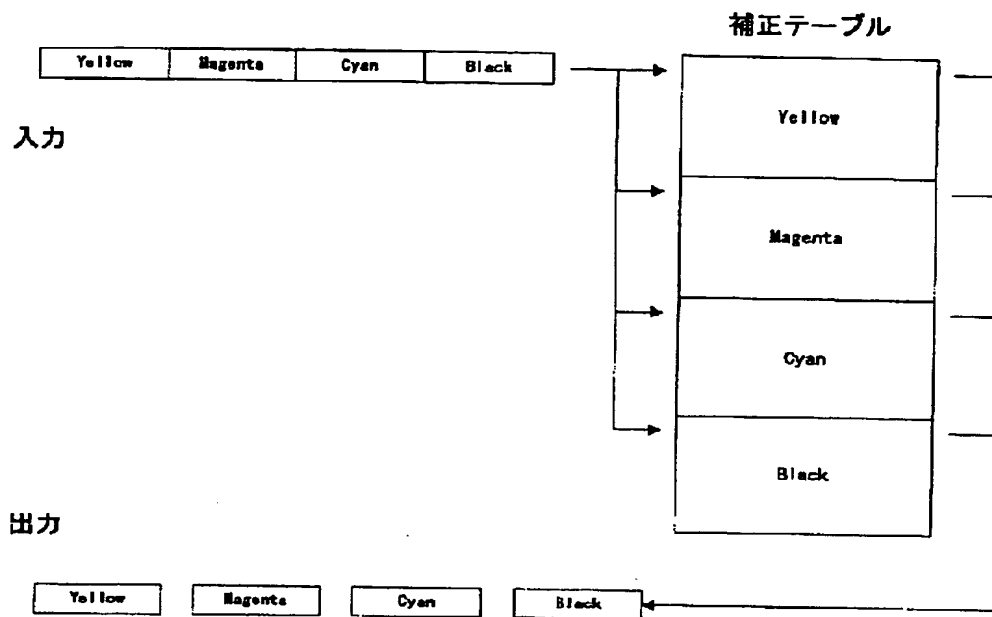 補正テーブル
Yellow Magenta Cyan Black
入力
Yellow
Magenta
Cyan
Black
出力
Yellow Magenta Cyan Black